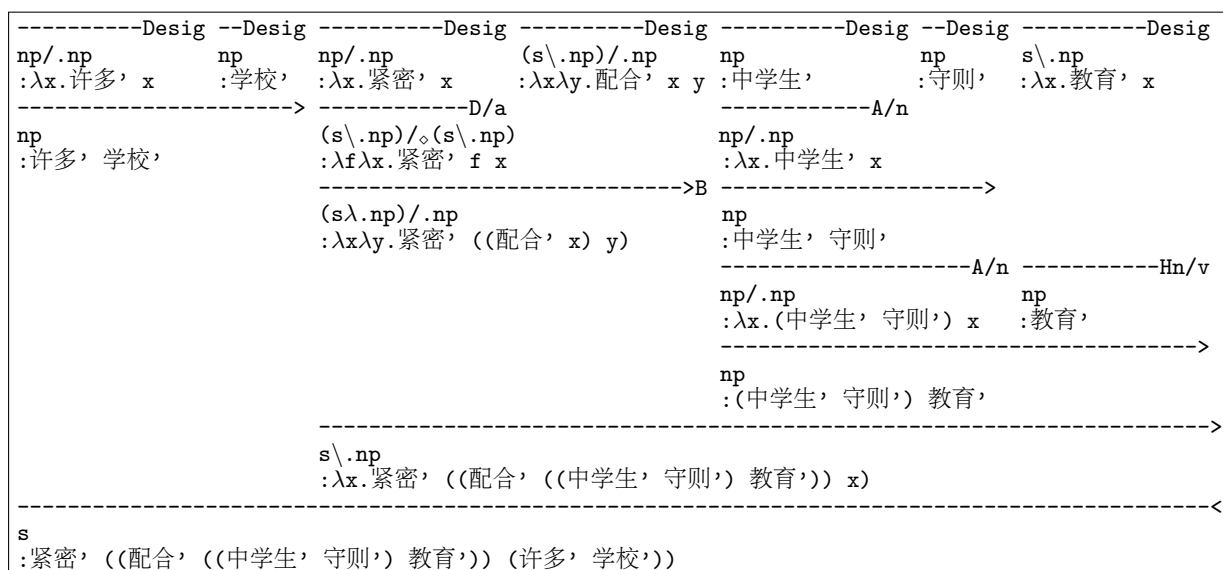 ----------Desig --Desig ----------Desig ----------Desig ----------Desig --Desig ----------Desig
np/.np np np/.np (s\.np)/.np np np s\.np
:λx.许多’ x :学校’ :λx.紧密’ x :λxλy.配合’ x y :中学生’ :守则’ :λx.教育’ x
----------------------> ------------D/a ------------A/n
np (s\.np)/⋄(s\.np) np/.np
:许多’ 学校’ :λfλx.紧密’ f x :λx.中学生’ x
-----------------------------&gt;B --------------------->
(sλ.np)/.np np
:λxλy.紧密’ ((配合’ x) y) :中学生’ 守则’
--------------------A/n -----------Hn/v
np/.np np
:λx.(中学生’ 守则’) x :教育’
-------------------------------------->
np
:(中学生’ 守则’) 教育’
----------------------------------------------------------------------->
s\.np
:λx.紧密’ ((配合’ ((中学生’ 守则’) 教育’)) x)
-----------------------------------------------------------------------------------------------<
s
:紧密’ ((配合’ ((中学生’ 守则’) 教育’)) (许多’ 学校’))